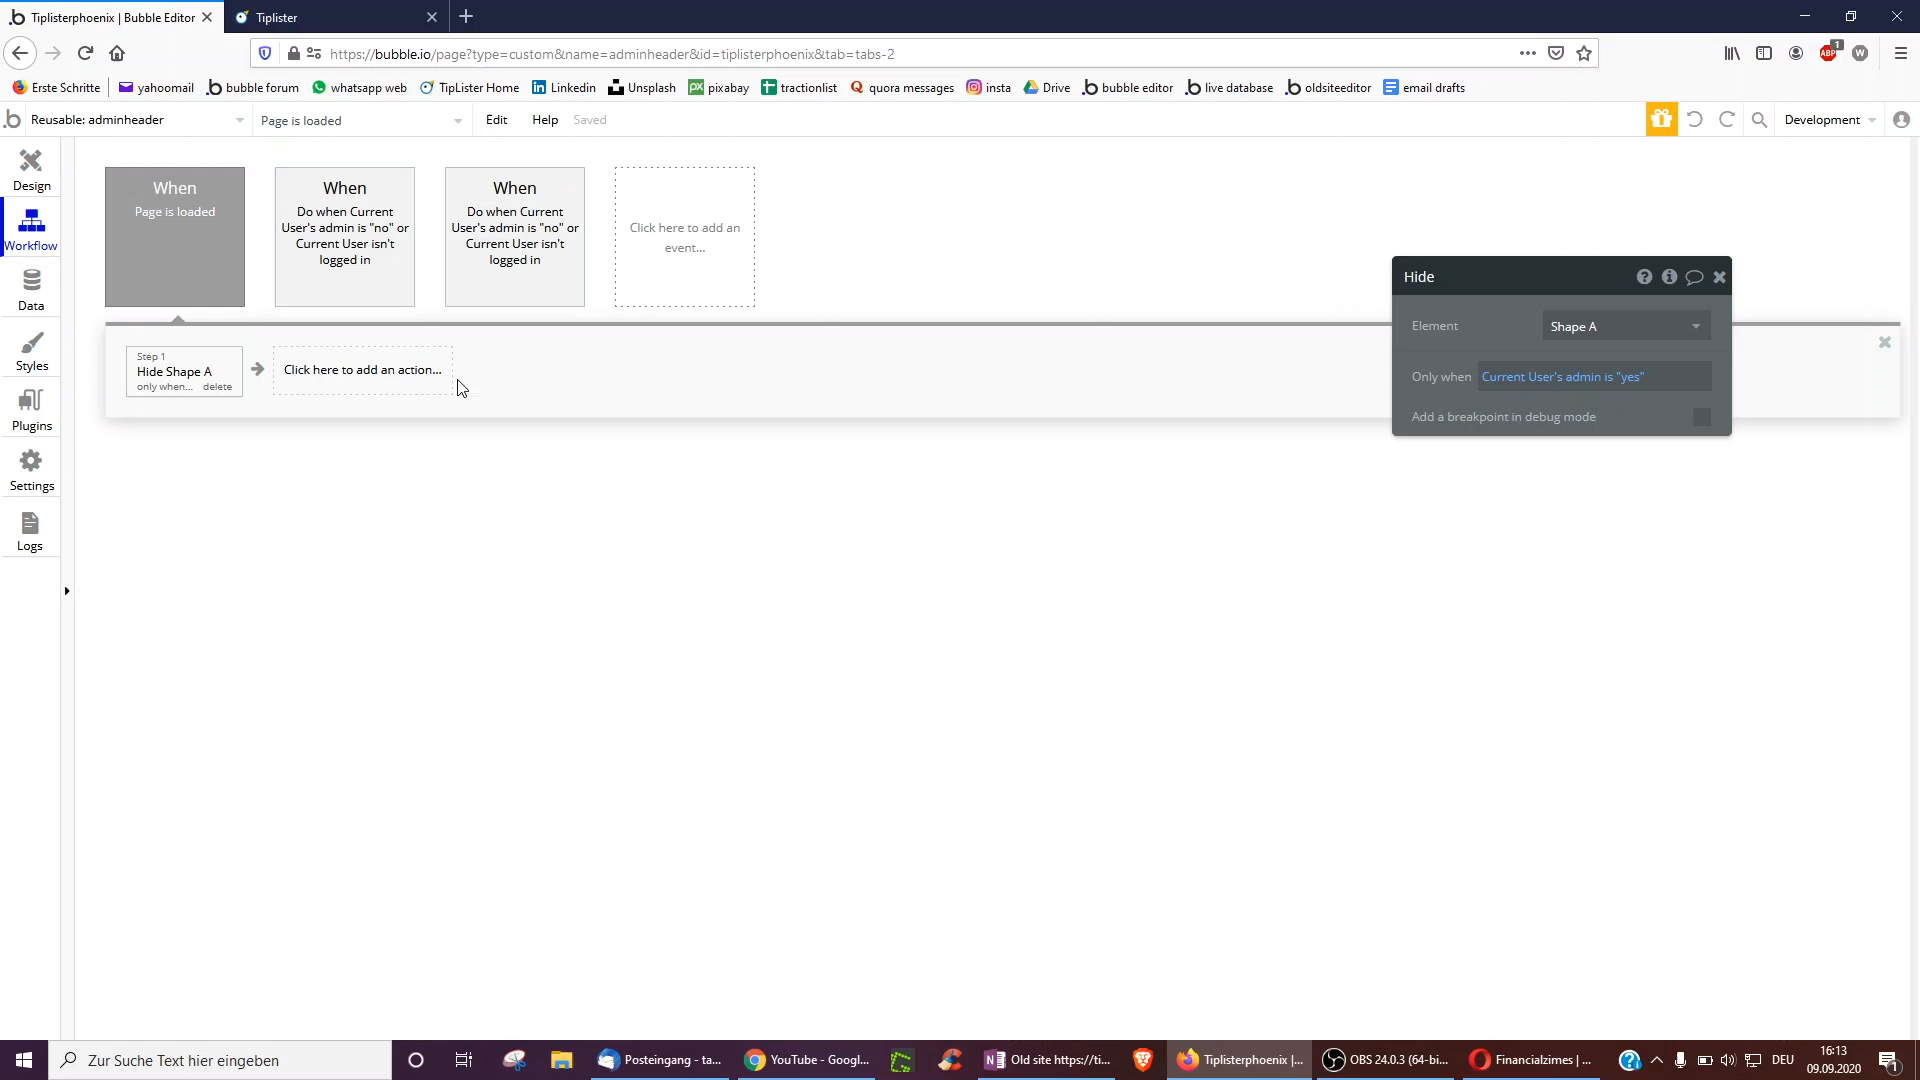 Tiplisterphoenix | Bubble Editor
Tiplister
https://bubble.io/page?type=custom&name=adminheader&id=tiplisterphoenix&tab=tabs-2
Erste Schritte
yahoomail
bubble forum
whatsapp web
TipLister Home
Linkedin
Unsplash
pixabay
tractionlist
quora messages
insta
Drive
bubble editor
live database
oldsiteeditor
email drafts
Reusable: adminheader
Page is loaded
Edit
Help
Saved
Development
Design
Workflow
Data
Styles
Plugins
Settings
Logs
When
Page is loaded
When
Do when Current
User's admin is "no" or
Current User isn't
logged in
When
Do when Current
User's admin is "no" or
Current User isn't
logged in
Click here to add an
event...
Step 1
Hide Shape A
only when...
delete
Click here to add an action...
Hide
Element
Shape A
Only when
Current User's admin is "yes"
Add a breakpoint in debug mode
Zur Suche Text hier eingeben
Posteingang - ta...
YouTube - Googl...
Old site https://ti...
Tiplisterphoenix |...
OBS 24.0.3 (64-bi...
Financialzimes | ...
DEU
16:13
09.09.2020